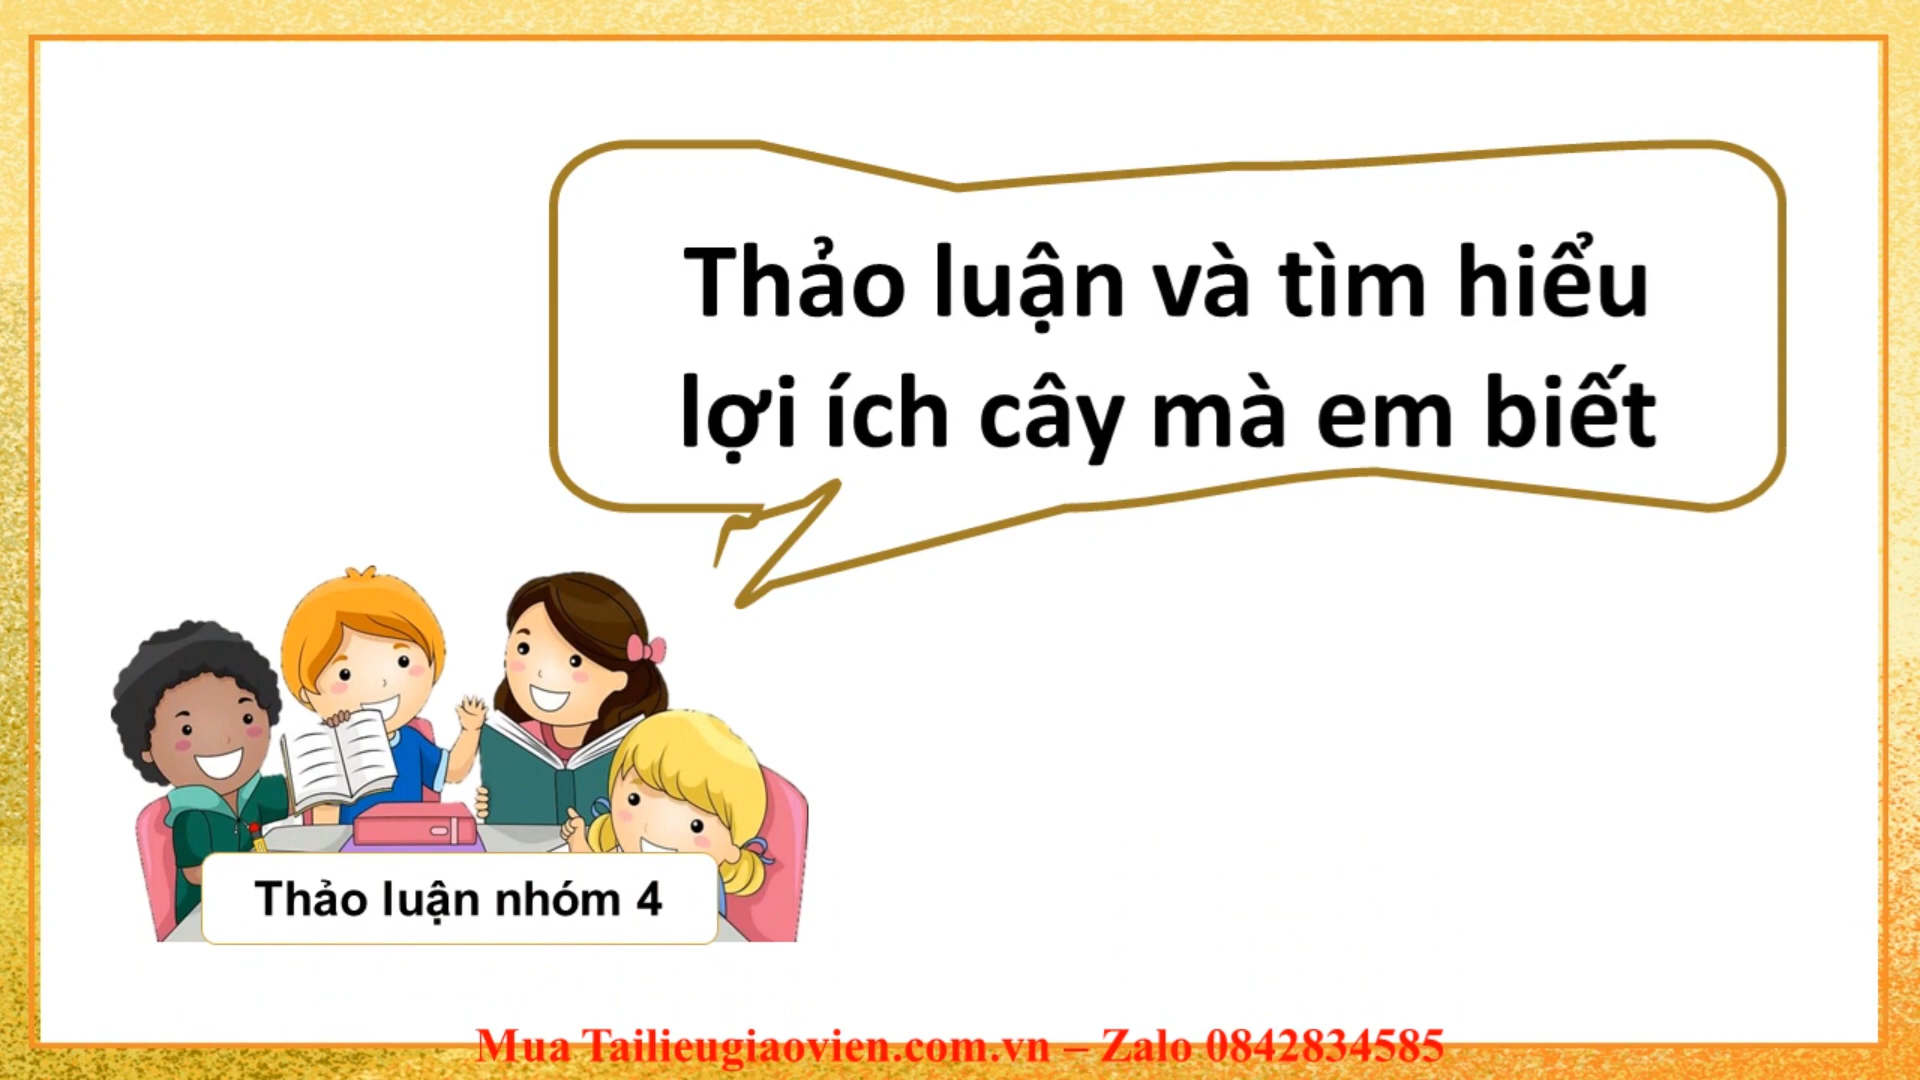 Thảo luận và tìm hiểu
lợi ích cây mà em biết
Thảo luận nhóm 4
Mua Tailieugiaovien.com.vn – Zalo 0842834585